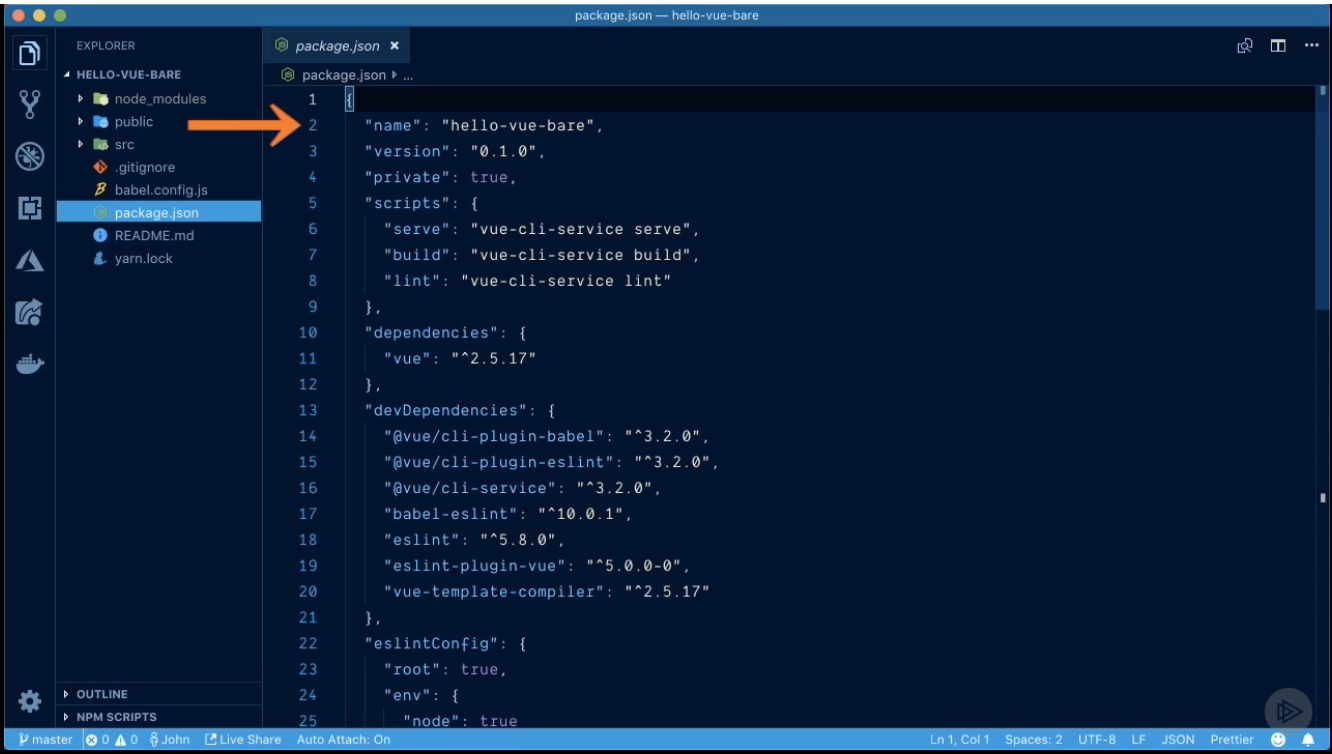 package.json — hello-vue-bare
EXPLORER
HELLO-VUE-BARE
node_modules
public
src
.gitignore
babel.config.js
package.json
README.md
yarn.lock
OUTLINE
NPM SCRIPTS
package.json ×
package.json ▸ ...
1 {
2 "name": "hello-vue-bare",
3 "version": "0.1.0",
4 "private": true,
5 "scripts": {
6 "serve": "vue-cli-service serve",
7 "build": "vue-cli-service build",
8 "lint": "vue-cli-service lint"
9 },
10 "dependencies": {
11 "vue": "^2.5.17"
12 },
13 "devDependencies": {
14 "@vue/cli-plugin-babel": "^3.2.0",
15 "@vue/cli-plugin-eslint": "^3.2.0",
16 "@vue/cli-service": "^3.2.0",
17 "babel-eslint": "^10.0.1",
18 "eslint": "^5.8.0",
19 "eslint-plugin-vue": "^5.0.0-0",
20 "vue-template-compiler": "^2.5.17"
21 },
22 "eslintConfig": {
23 "root": true,
24 "env": {
25 "node": true
master 0 0 John Live Share Auto Attach: On Ln 1, Col 1 Spaces: 2 UTF-8 LF JSON Prettier